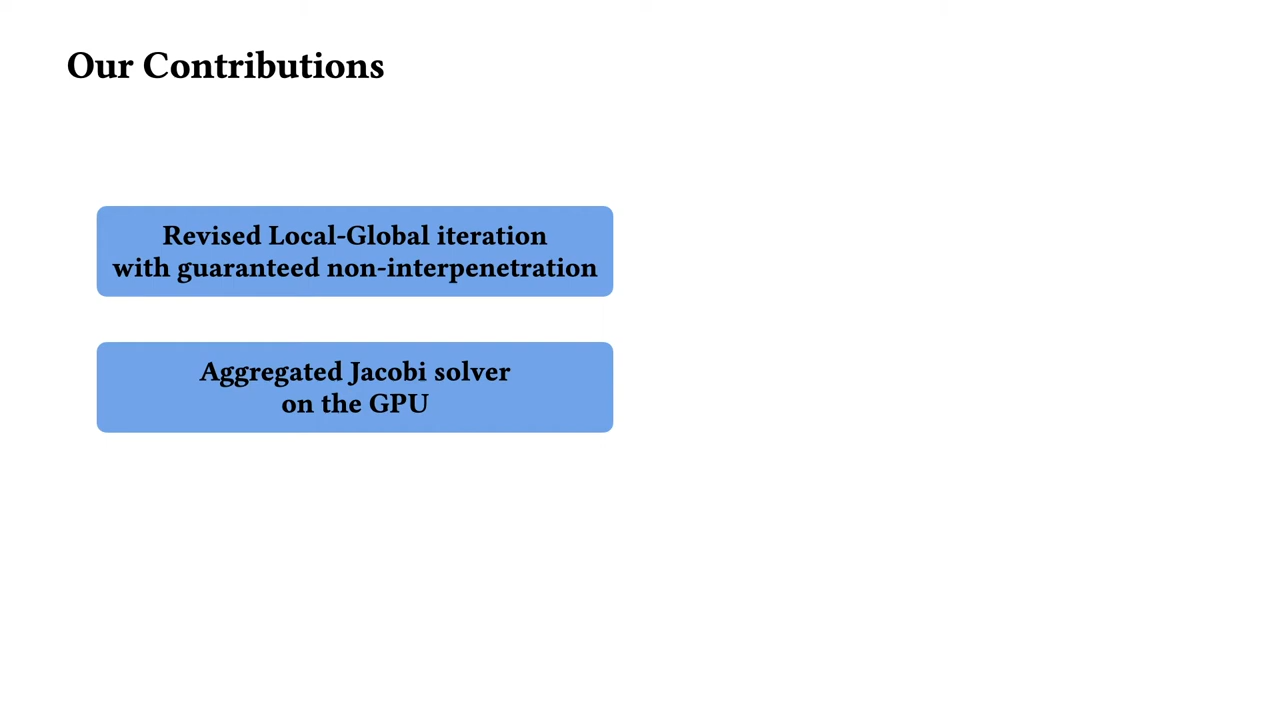 Our Contributions
Revised Local-Global iteration
with guaranteed non-interpenetration
Aggregated Jacobi solver
on the GPU